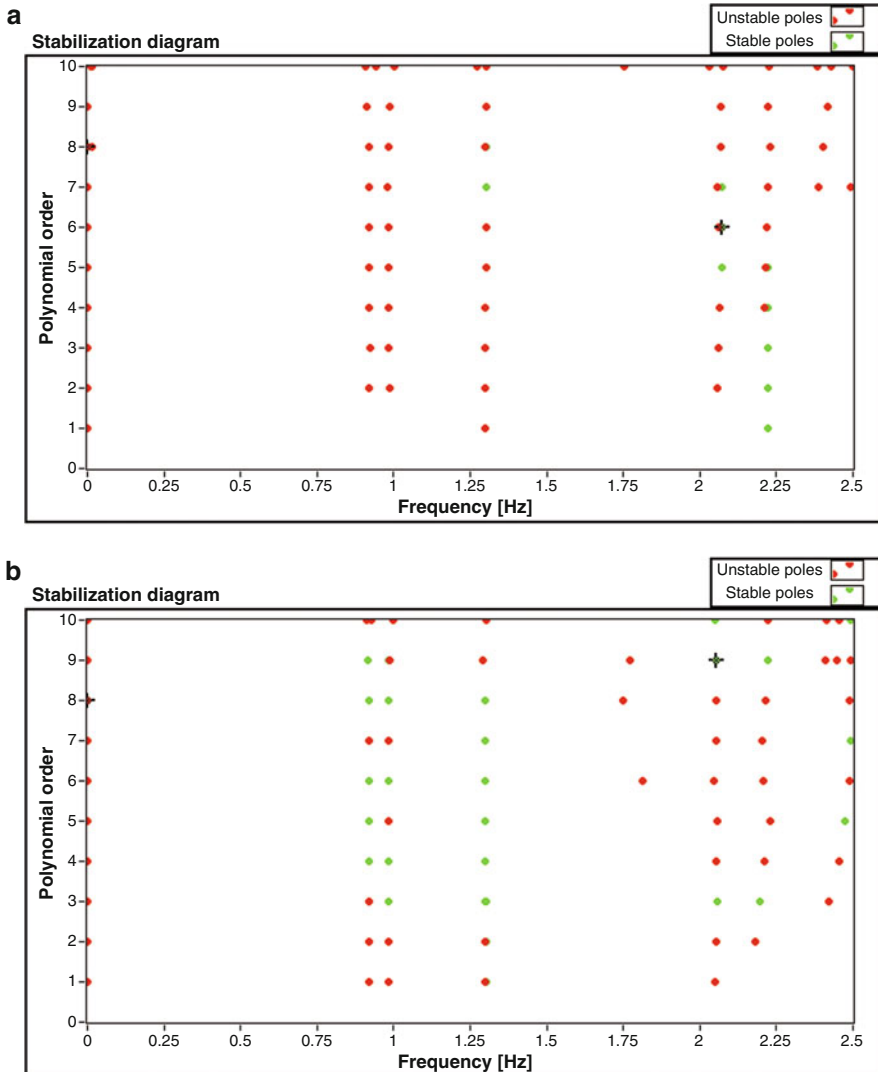 a
Unstable poles
Stable poles
Stabilization diagram
Polynomial order
10
9
8
7
6
5
4
3
2
1
0
0 0.25 0.5 0.75 1 1.25 1.5 1.75 2 2.25 2.5
Frequency [Hz]
b
Unstable poles
Stable poles
Stabilization diagram
Polynomial order
10
9
8
7
6
5
4
3
2
1
0
0 0.25 0.5 0.75 1 1.25 1.5 1.75 2 2.25 2.5
Frequency [Hz]